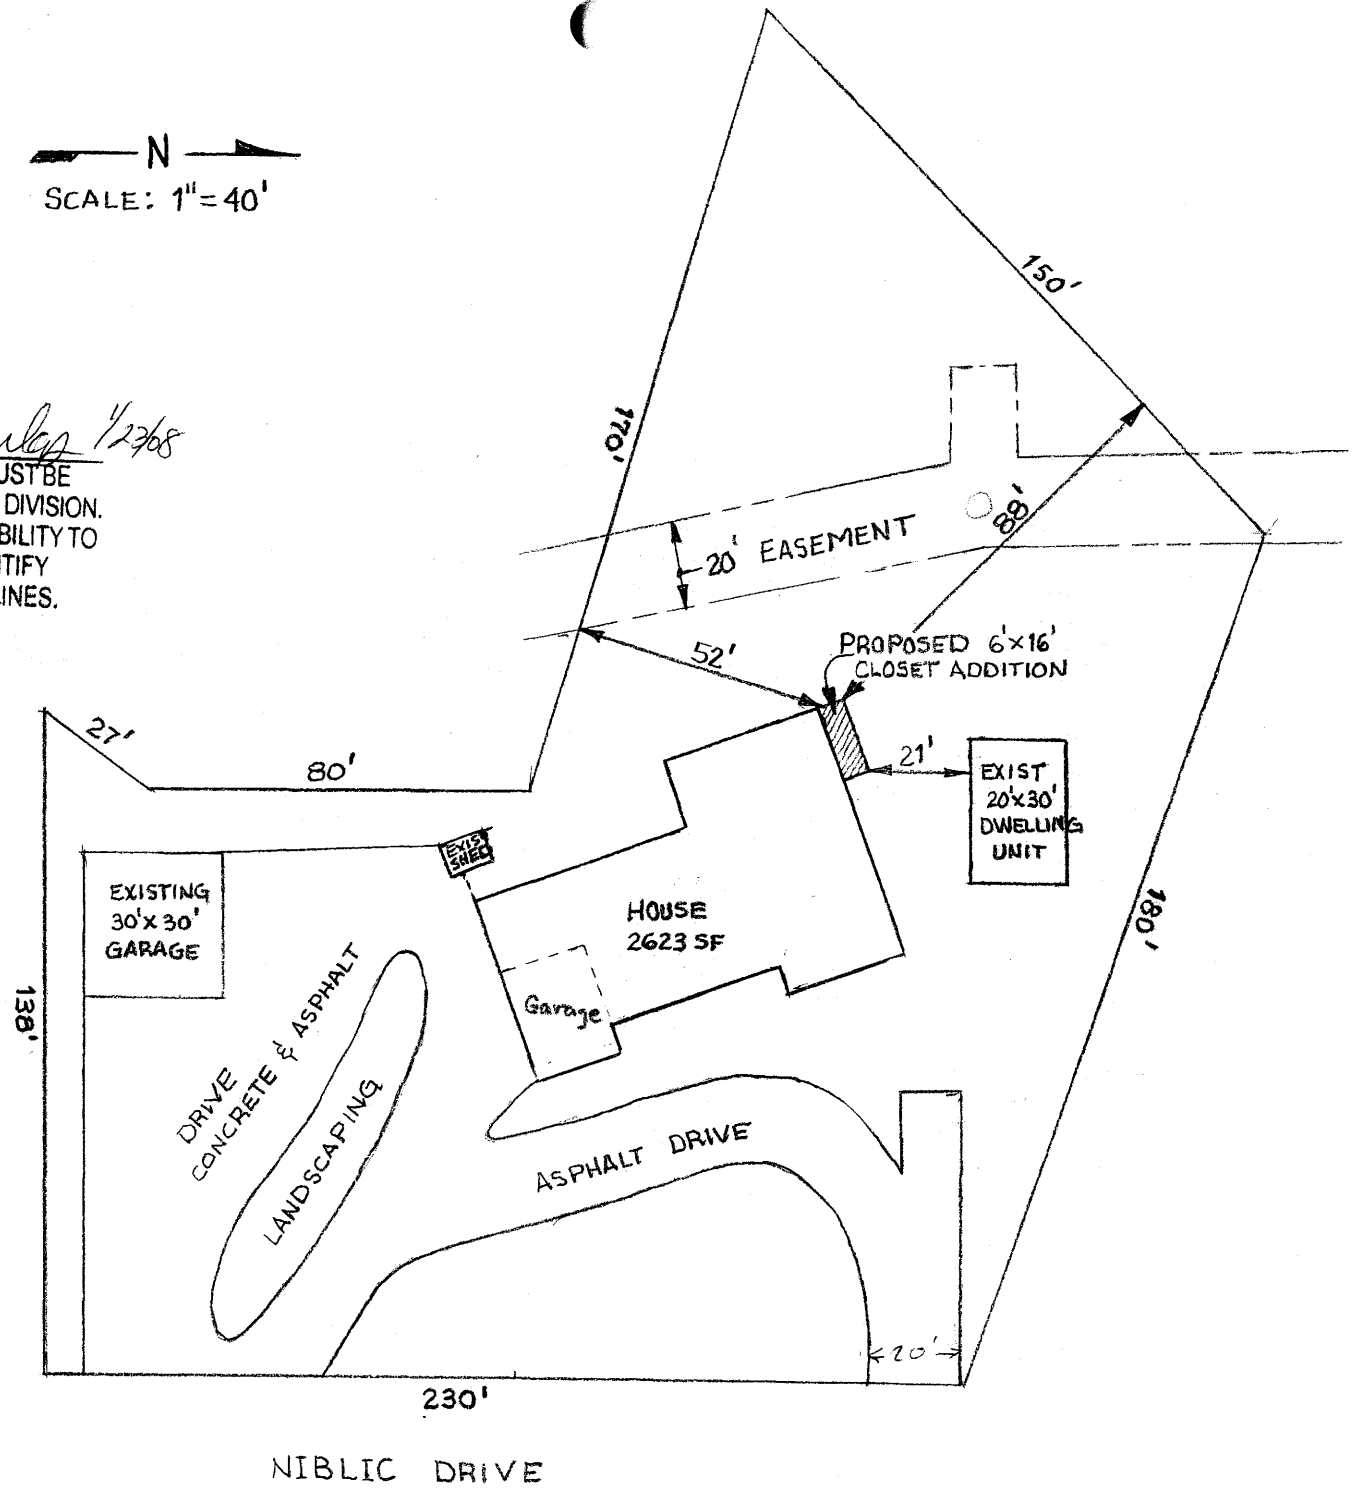 N
SCALE: 1"=40'
1/23/08
UST BE
DIVISION.
BILITY TO
TIFY
INES.
150'
170'
88'
20' EASEMENT
52'
PROPOSED 6'x16'
CLOSET ADDITION
27'
80'
21'
EXIST
20'x30'
DWELLING
UNIT
EXIST
SHED
EXISTING
30'x30'
GARAGE
HOUSE
2623 SF
180'
138'
Garage
DRIVE
CONCRETE & ASPHALT
LANDSCAPING
ASPHALT DRIVE
20'
230'
NIBLIC DRIVE